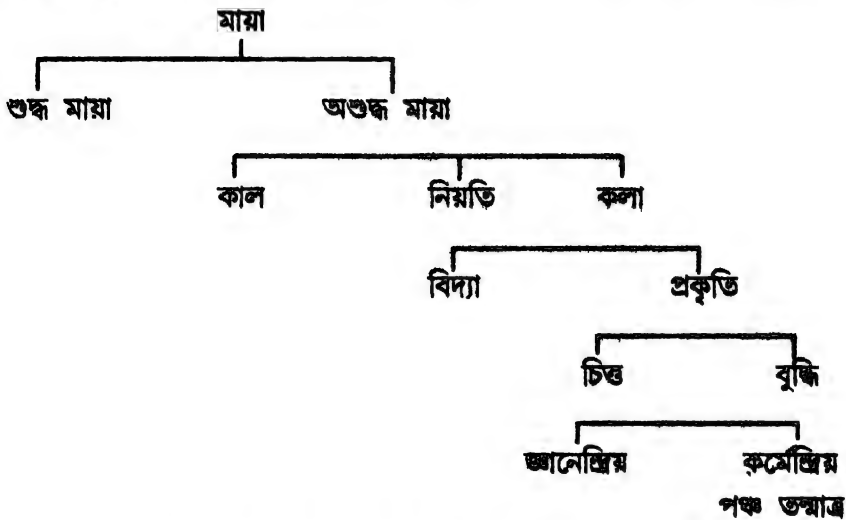 মায়া
শুদ্ধ মায়া অশুদ্ধ মায়া
কাল নিয়তি কলা
বিদ্যা প্রকৃতি
চিত্ত বুদ্ধি
জ্ঞানেন্দ্রিয় কর্মেন্দ্রিয়
পঞ্চ তন্মাত্র